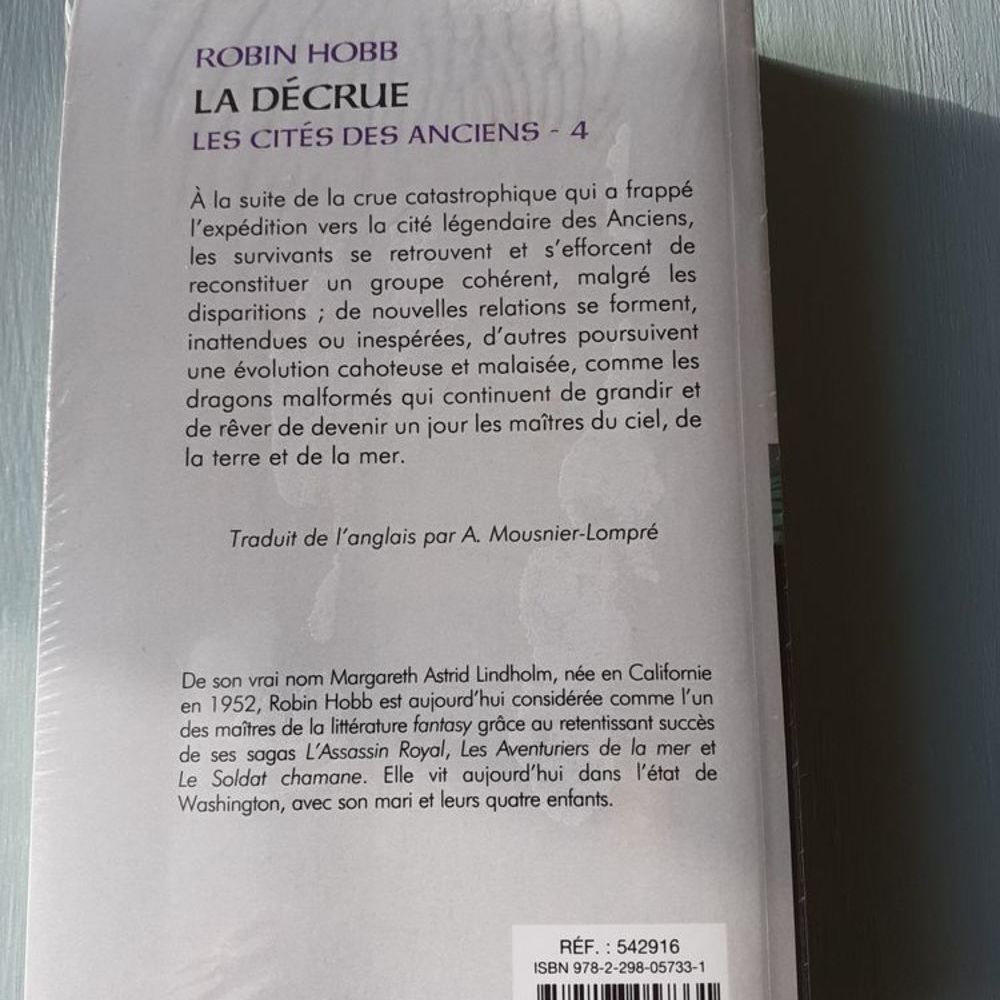 ROBIN HOBB
LA DÉCRUE
LES CITÉS DES ANCIENS - 4
À la suite de la crue catastrophique qui a frappé
l'expédition vers la cité légendaire des Anciens,
les survivants se retrouvent et s'efforcent de
reconstituer un groupe cohérent, malgré les
disparitions ; de nouvelles relations se forment,
inattendues ou inespérées, d'autres poursuivent
une évolution cahoteuse et malaisée, comme les
dragons malformés qui continuent de grandir et
de rêver de devenir un jour les maîtres du ciel, de
la terre et de la mer.
Traduit de l'anglais par A. Mousnier-Lompré
De son vrai nom Margareth Astrid Lindholm, née en Californie
en 1952, Robin Hobb est aujourd'hui considérée comme l'un
des maîtres de la littérature fantasy grâce au retentissant succès
de ses sagas L'Assassin Royal, Les Aventuriers de la mer et
Le Soldat chamane. Elle vit aujourd'hui dans l'état de
Washington, avec son mari et leurs quatre enfants.
RÉF. : 542916
ISBN 978-2-298-05733-1